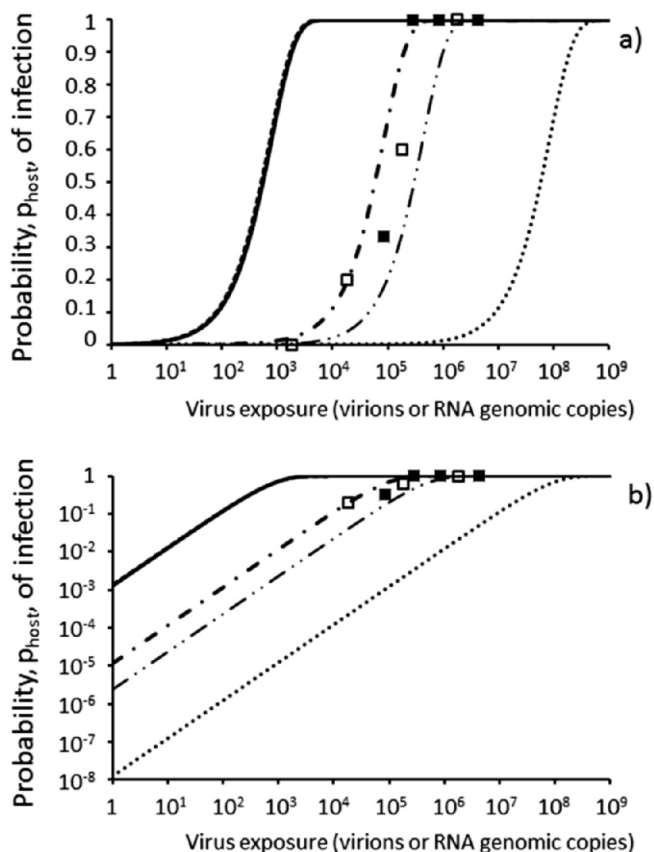 Probability, p_host, of infection
1
0.9
0.8
0.7
0.6
0.5
0.4
0.3
0.2
0.1
0
a)
1 10¹ 10² 10³ 10⁴ 10⁵ 10⁶ 10⁷ 10⁸ 10⁹
Virus exposure (virions or RNA genomic copies)
Probability, p_host, of infection
1
10⁻¹
10⁻²
10⁻³
10⁻⁴
10⁻⁵
10⁻⁶
10⁻⁷
10⁻⁸
b)
1 10¹ 10² 10³ 10⁴ 10⁵ 10⁶ 10⁷ 10⁸ 10⁹
Virus exposure (virions or RNA genomic copies)